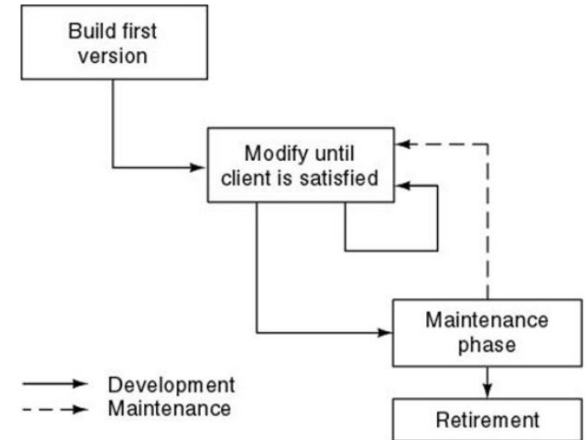 Build first
version
Modify until
client is satisfied
Maintenance
phase
Development
Maintenance
Retirement